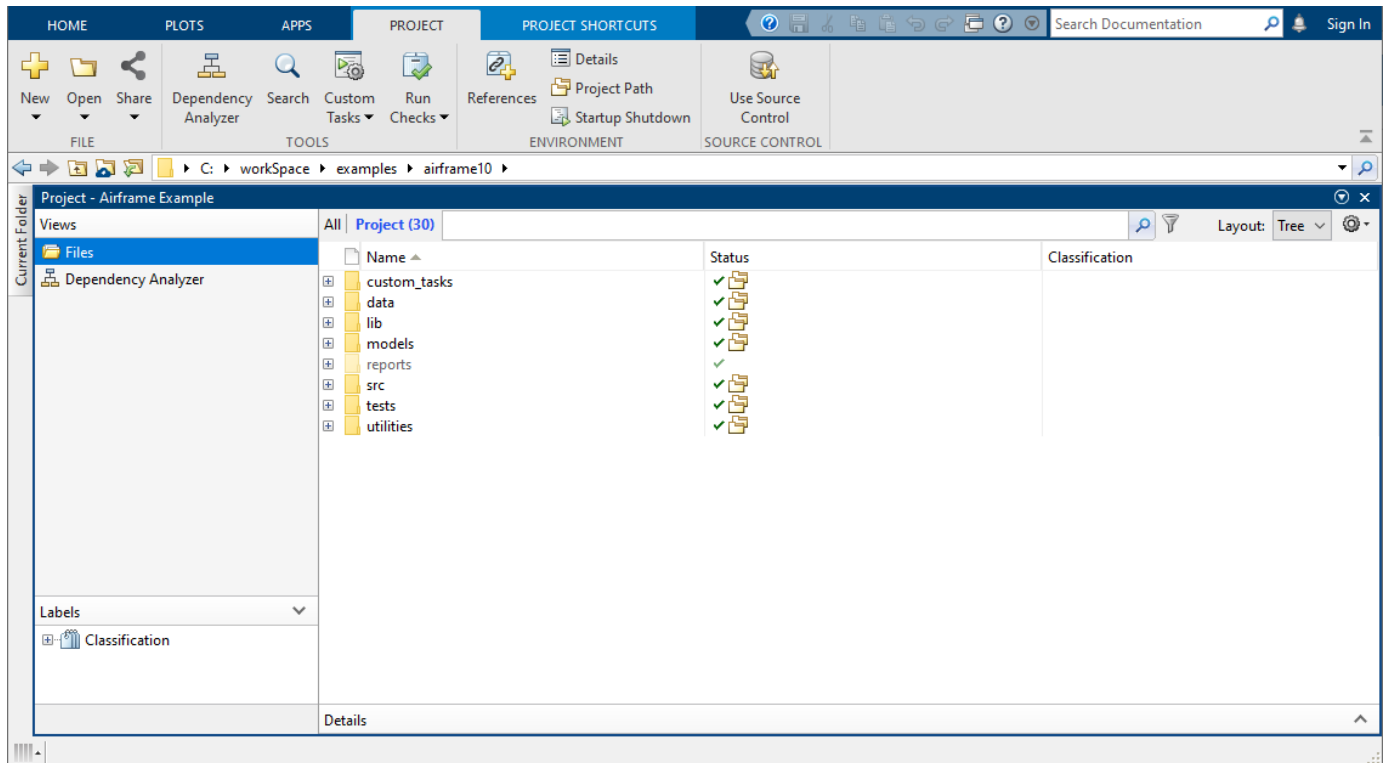 HOME PLOTS APPS PROJECT PROJECT SHORTCUTS Search Documentation Sign In
New Open Share Dependency Analyzer Search Custom Tasks Run Checks References Details
Project Path
Startup Shutdown
Use Source Control
FILE TOOLS ENVIRONMENT SOURCE CONTROL
C: workSpace examples airframe10
Current Folder
Project - Airframe Example
Views All Project (30) Layout: Tree
Files
Dependency Analyzer
Name Status Classification
custom_tasks
data
lib
models
reports
src
tests
utilities
Labels
Classification
Details